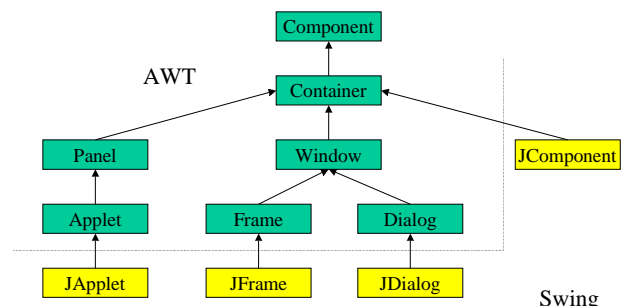 Component
AWT
Container
Panel
Window
JComponent
Applet
Frame
Dialog
JApplet
JFrame
JDialog
Swing